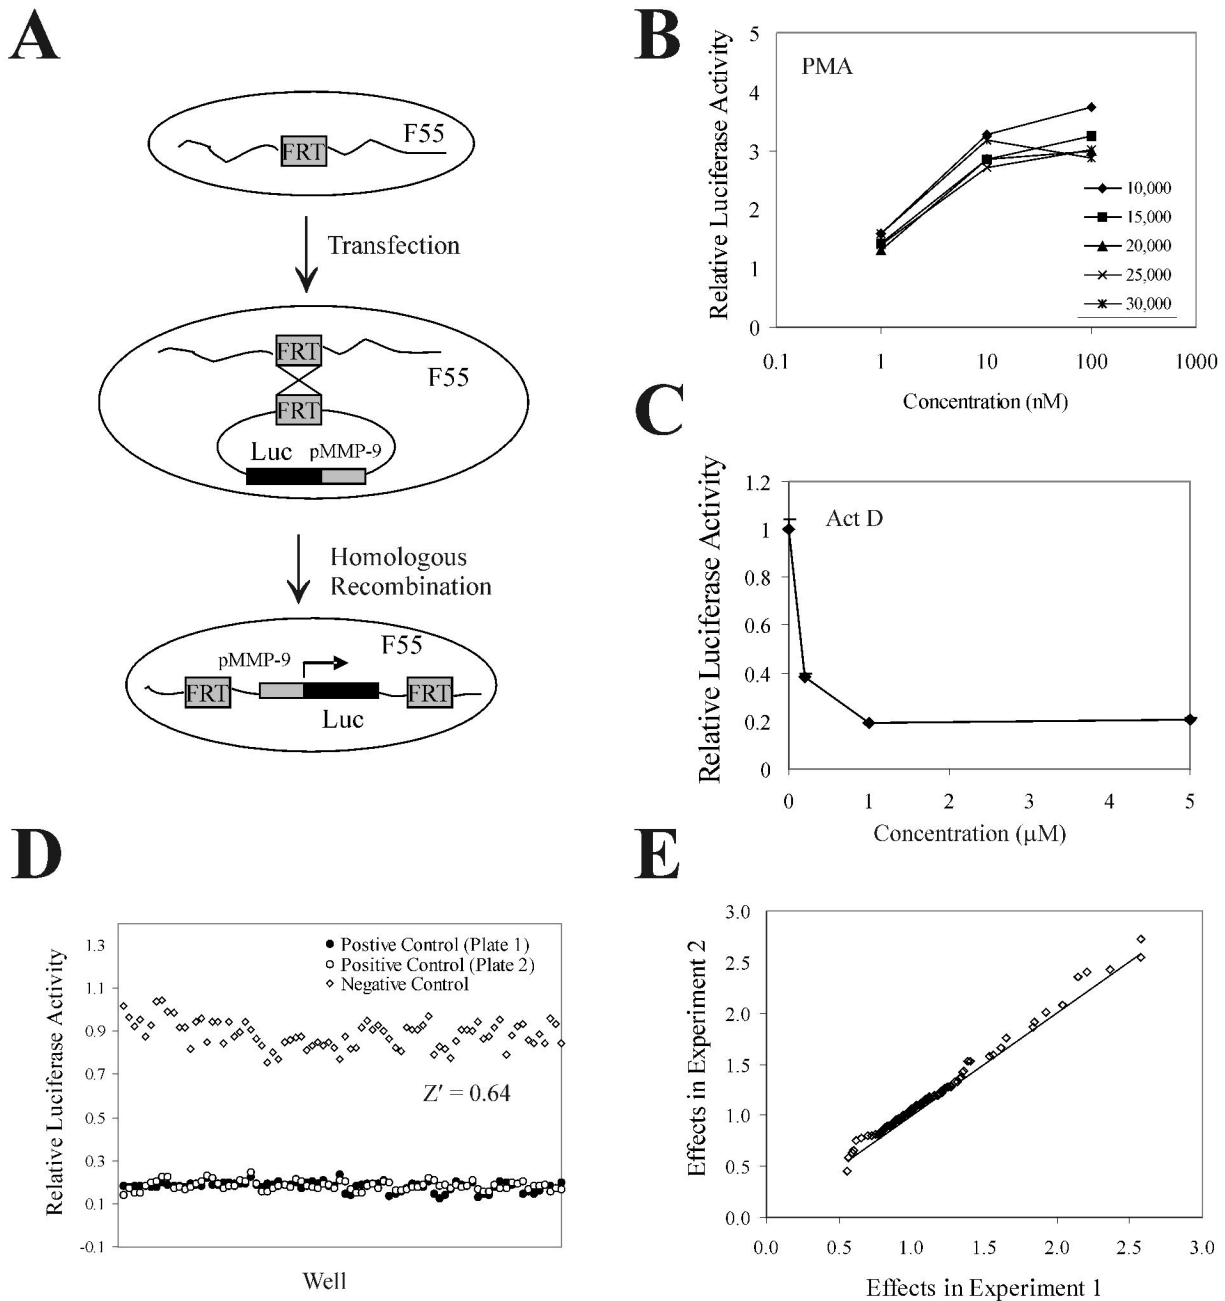 A
F55
FRT
Transfection
FRT
F55
FRT
Luc pMMP-9
Homologous
Recombination
F55
pMMP-9
FRT
FRT
Luc
B
5
4
3
2
1
0
Relative Luciferase Activity
PMA
10,000
15,000
20,000
25,000
30,000
0.1 1 10 100 1000
Concentration (nM)
C
1.2
1
0.8
0.6
0.4
0.2
0
Relative Luciferase Activity
Act D
0 1 2 3 4 5
Concentration (μM)
D
1.3
1.1
0.9
0.7
0.5
0.3
0.1
-0.1
Relative Luciferase Activity
Postive Control (Plate 1)
Positive Control (Plate 2)
Negative Control
Z' = 0.64
Well
E
3.0
2.5
2.0
1.5
1.0
0.5
0.0
Effects in Experiment 2
0.0 0.5 1.0 1.5 2.0 2.5 3.0
Effects in Experiment 1